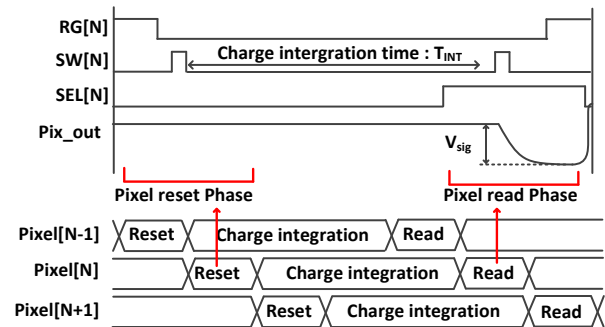 RG[N]
SW[N]
Charge intergration time : TINT
SEL[N]
Pix_out
Vsig
Pixel reset Phase
Pixel read Phase
Pixel[N-1]
Reset
Charge integration
Read
Pixel[N]
Reset
Charge integration
Read
Pixel[N+1]
Reset
Charge integration
Read